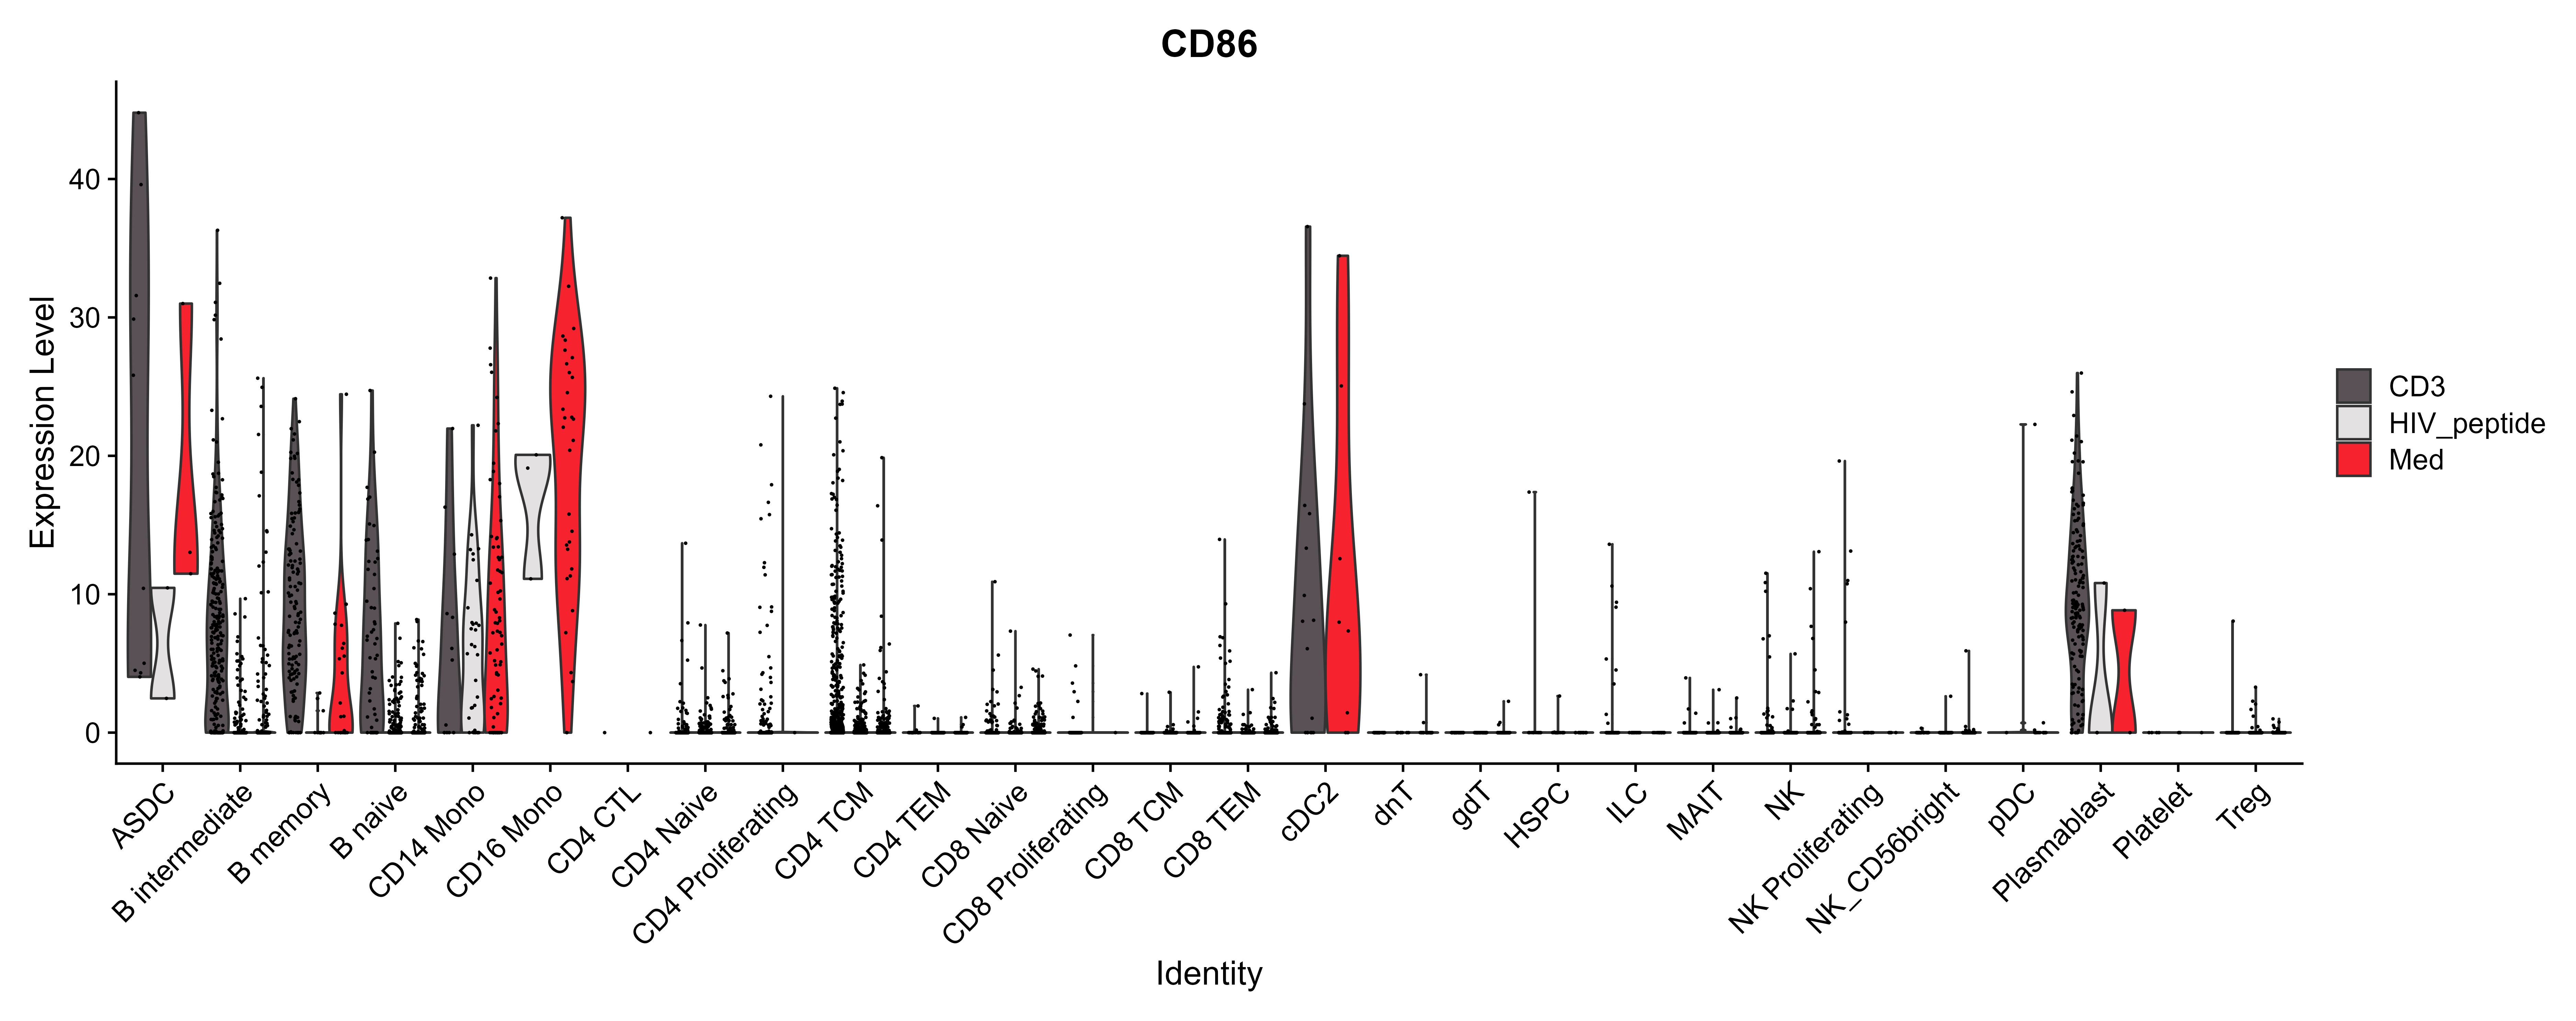 CD86
Expression Level
40
30
20
10
0
ASDC
B intermediate
B memory
B naive
CD14 Mono
CD16 Mono
CD4 CTL
CD4 Naive
CD4 Proliferating
CD4 TCM
CD4 TEM
CD8 Naive
CD8 Proliferating
CD8 TCM
CD8 TEM
cDC2
dnT
gdT
HSPC
ILC
MAIT
NK
NK Proliferating
NK_CD56bright
pDC
Plasmablast
Platelet
Treg
Identity
CD3
HIV_peptide
Med